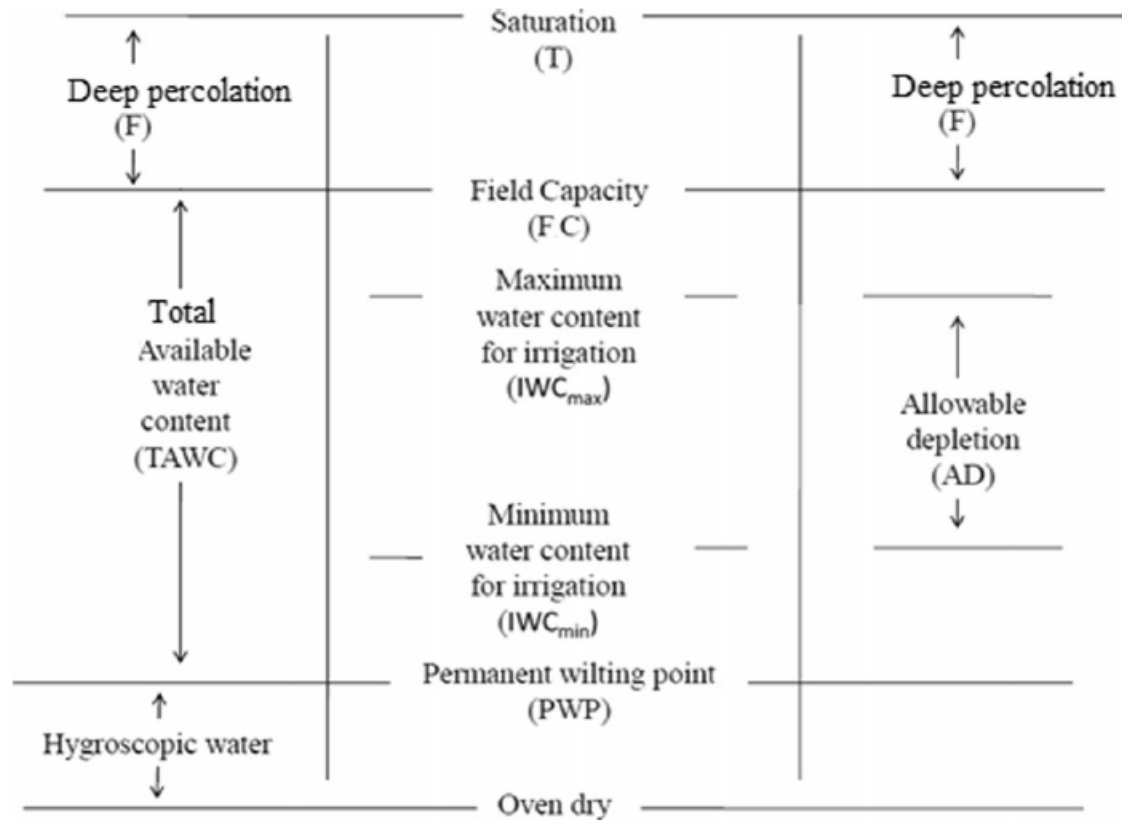 Saturation
(T)
Deep percolation
(F)
Deep percolation
(F)
Field Capacity
(F.C)
Maximum
water content
for irrigation
(IWCmax)
Total
Available
water
content
(TAWC)
Allowable
depletion
(AD)
Minimum
water content
for irrigation
(IWCmin)
Permanent wilting point
(PWP)
Hygroscopic water
Oven dry